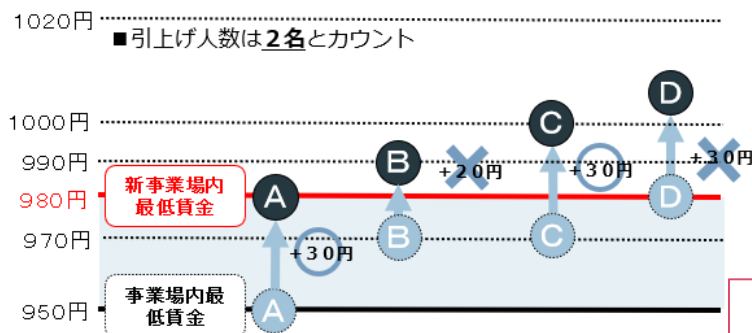 1020円
■引上げ人数は２名とカウント
D
1000円
C
990円
B
+20円
+30円
+30円
新事業場内
最低賃金
980円
A
D
970円
B
C
+30円
事業場内最
低賃金
950円
A